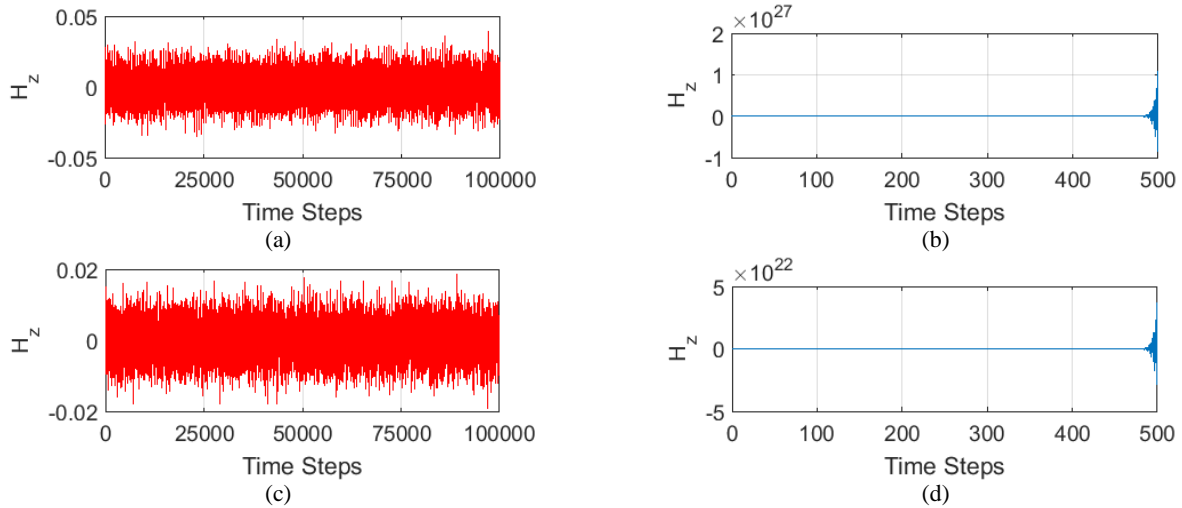 0.05
0
-0.05
H_z
0 25000 50000 75000 100000
Time Steps
(a)
×10^27
2
1
0
-1
H_z
0 100 200 300 400 500
Time Steps
(b)
0.02
0
-0.02
H_z
0 25000 50000 75000 100000
Time Steps
(c)
×10^22
5
0
-5
H_z
0 100 200 300 400 500
Time Steps
(d)